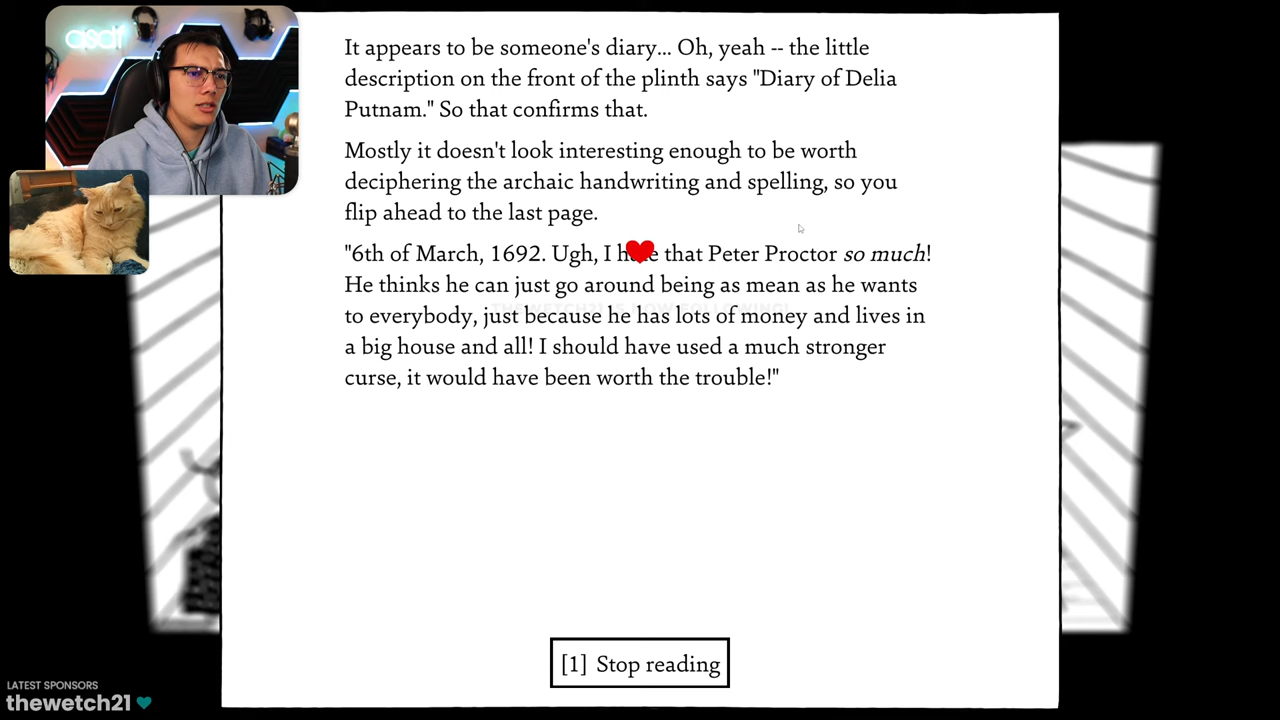 It appears to be someone's diary... Oh, yeah -- the little
description on the front of the plinth says "Diary of Delia
Putnam." So that confirms that.
Mostly it doesn't look interesting enough to be worth
deciphering the archaic handwriting and spelling, so you
flip ahead to the last page.
"6th of March, 1692. Ugh, I hate that Peter Proctor so much!
He thinks he can just go around being as mean as he wants
to everybody, just because he has lots of money and lives in
a big house and all! I should have used a much stronger
curse, it would have been worth the trouble!"
[1] Stop reading
LATEST SPONSORS
thewetch21